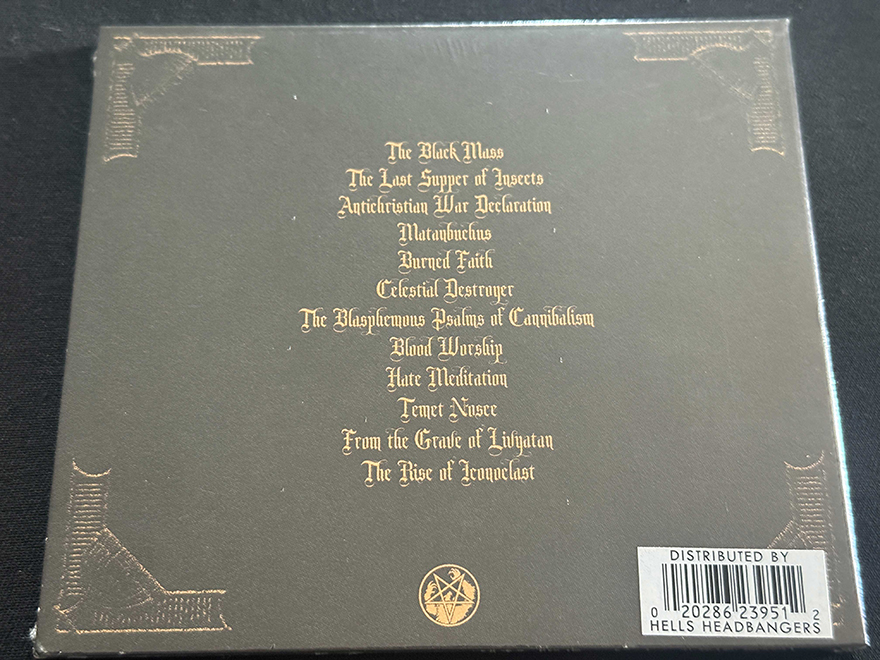 The Black Mass
The Last Supper of Insects
Antichristian War Declaration
Matanbuchus
Burned Faith
Celestial Destroyer
The Blasphemous Psalms of Cannibalism
Blood Worship
Hate Meditation
Temet Nosce
From the Grave of Livyatan
The Rise of Iconoclast
DISTRIBUTED BY
0 20286 23951 2
HELLS HEADBANGERS